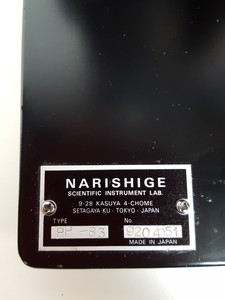 NARISHIGE
SCIENTIFIC INSTRUMENT LAB.
9-28 KASUYA 4-CHOME
SETAGAYA-KU · TOKYO · JAPAN
TYPE No
PP-83 9204051
MADE IN JAPAN